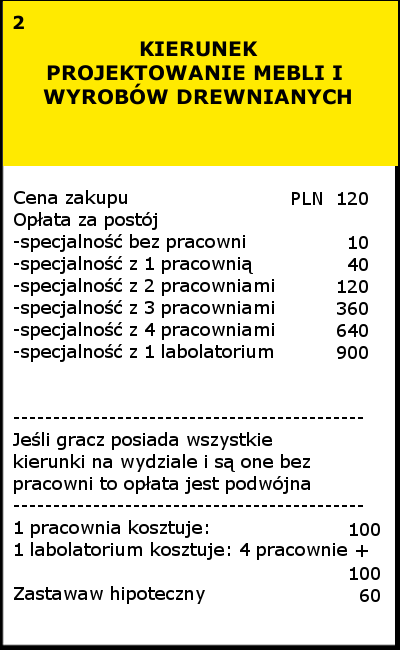 2
KIERUNEK
PROJEKTOWANIE MEBLI I
WYROBÓW DREWNIANYCH
Cena zakupu PLN 120
Opłata za postój
-specjalność bez pracowni 10
-specjalność z 1 pracownią 40
-specjalność z 2 pracowniami 120
-specjalność z 3 pracowniami 360
-specjalność z 4 pracowniami 640
-specjalność z 1 labolatorium 900
--------------------------------------------
Jeśli gracz posiada wszystkie
kierunki na wydziale i są one bez
pracowni to opłata jest podwójna
--------------------------------------------
1 pracownia kosztuje: 100
1 labolatorium kosztuje: 4 pracownie +
100
Zastawaw hipoteczny 60